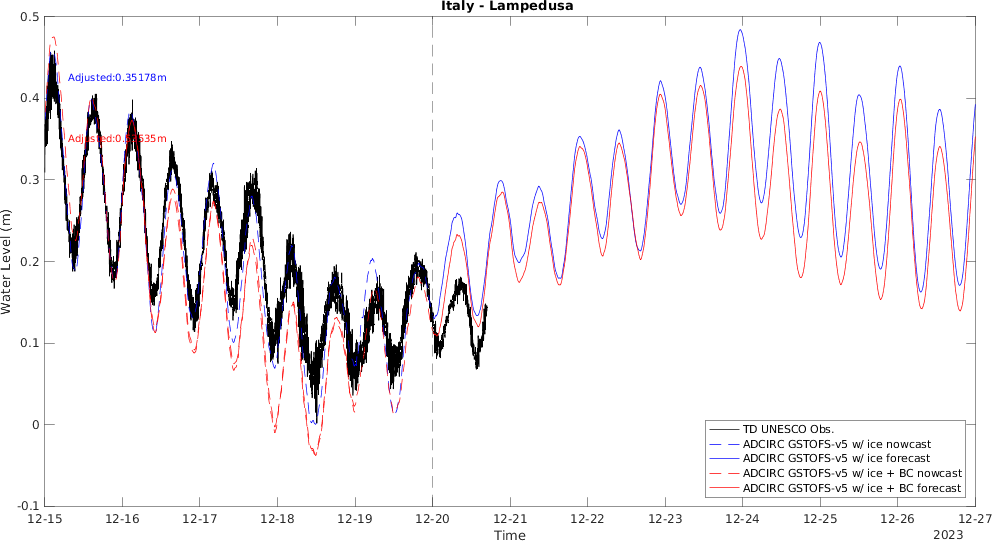 Italy - Lampedusa
Water Level (m)
0.5
0.4
0.3
0.2
0.1
0
-0.1
Adjusted:0.35178m
12-15
12-16
12-17
12-18
12-19
12-20
12-21
12-22
12-23
12-24
12-25
12-26
12-27
Time
2023
TD UNESCO Obs.
ADCIRC GSTOFS-v5 w/ ice nowcast
ADCIRC GSTOFS-v5 w/ ice forecast
ADCIRC GSTOFS-v5 w/ ice + BC nowcast
ADCIRC GSTOFS-v5 w/ ice + BC forecast